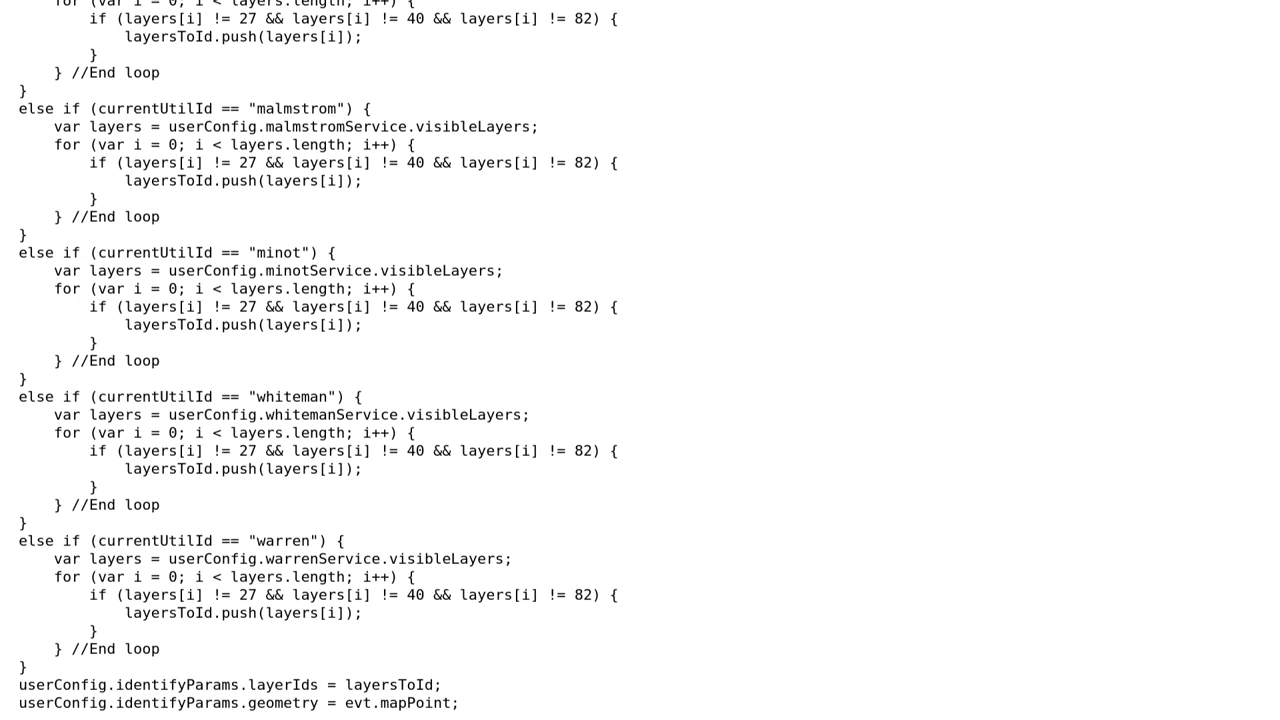 for (var i = 0; i < layers.length; i++) {
if (layers[i] != 27 && layers[i] != 40 && layers[i] != 82) {
layersToId.push(layers[i]);
}
} //End loop
}
else if (currentUtilId == "malmstrom") {
var layers = userConfig.malmstromService.visibleLayers;
for (var i = 0; i < layers.length; i++) {
if (layers[i] != 27 && layers[i] != 40 && layers[i] != 82) {
layersToId.push(layers[i]);
}
} //End loop
}
else if (currentUtilId == "minot") {
var layers = userConfig.minotService.visibleLayers;
for (var i = 0; i < layers.length; i++) {
if (layers[i] != 27 && layers[i] != 40 && layers[i] != 82) {
layersToId.push(layers[i]);
}
} //End loop
}
else if (currentUtilId == "whiteman") {
var layers = userConfig.whitemanService.visibleLayers;
for (var i = 0; i < layers.length; i++) {
if (layers[i] != 27 && layers[i] != 40 && layers[i] != 82) {
layersToId.push(layers[i]);
}
} //End loop
}
else if (currentUtilId == "warren") {
var layers = userConfig.warrenService.visibleLayers;
for (var i = 0; i < layers.length; i++) {
if (layers[i] != 27 && layers[i] != 40 && layers[i] != 82) {
layersToId.push(layers[i]);
}
} //End loop
}
userConfig.identifyParams.layerIds = layersToId;
userConfig.identifyParams.geometry = evt.mapPoint;